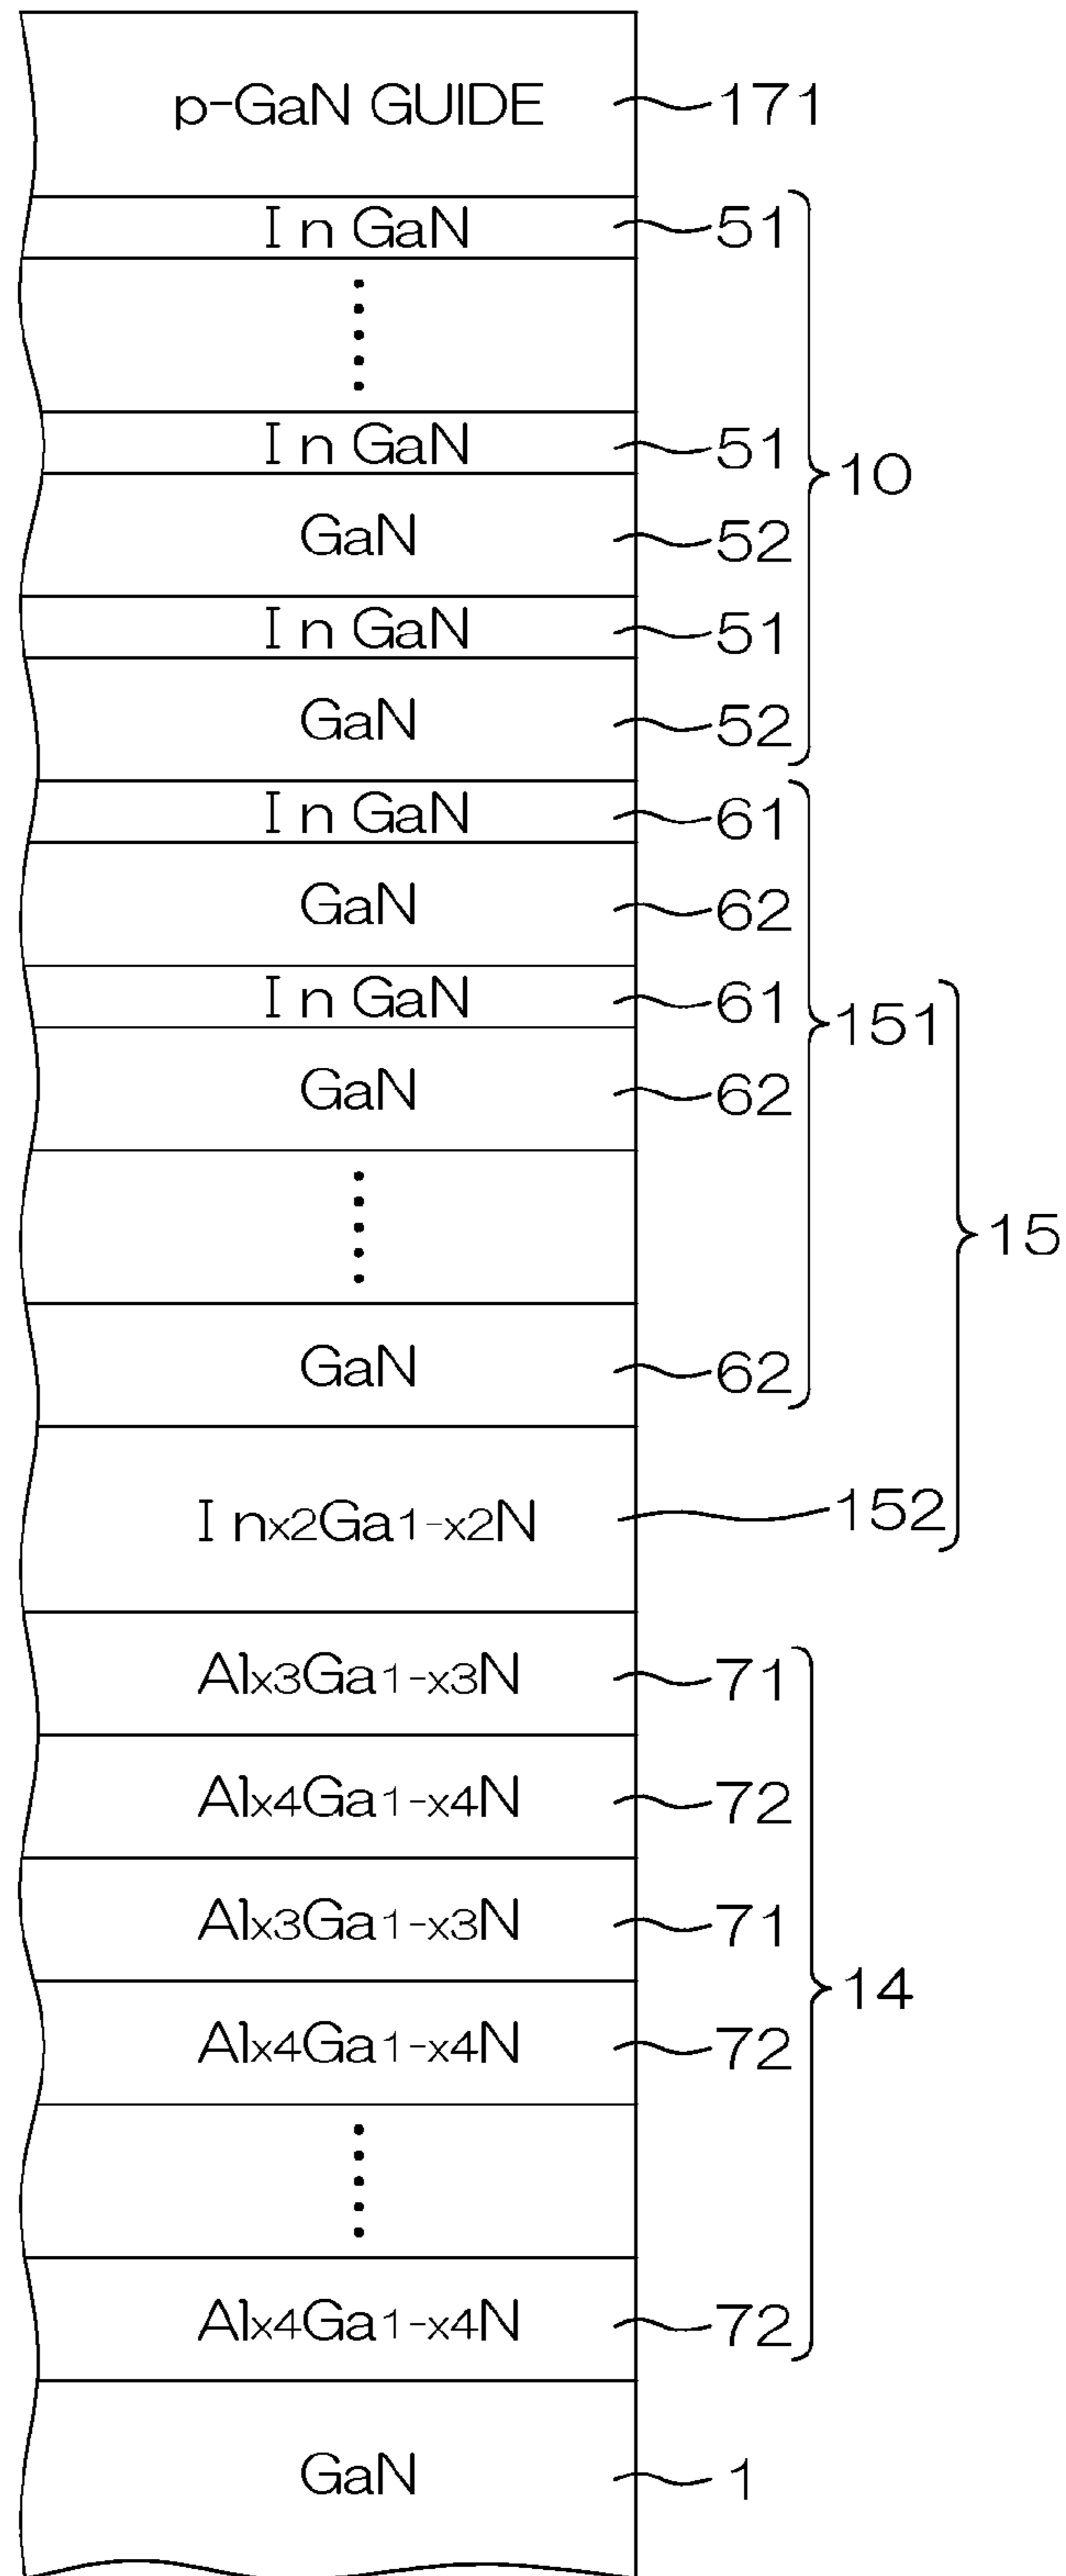 p-GaN GUIDE 171
InGaN 51
InGaN 51
10
GaN 52
InGaN 51
GaN 52
InGaN 61
GaN 62
InGaN 61
151
GaN 62
15
GaN 62
Inx2Ga1-x2N 152
Alx3Ga1-x3N 71
Alx4Ga1-x4N 72
Alx3Ga1-x3N 71
14
Alx4Ga1-x4N 72
Alx4Ga1-x4N 72
GaN 1